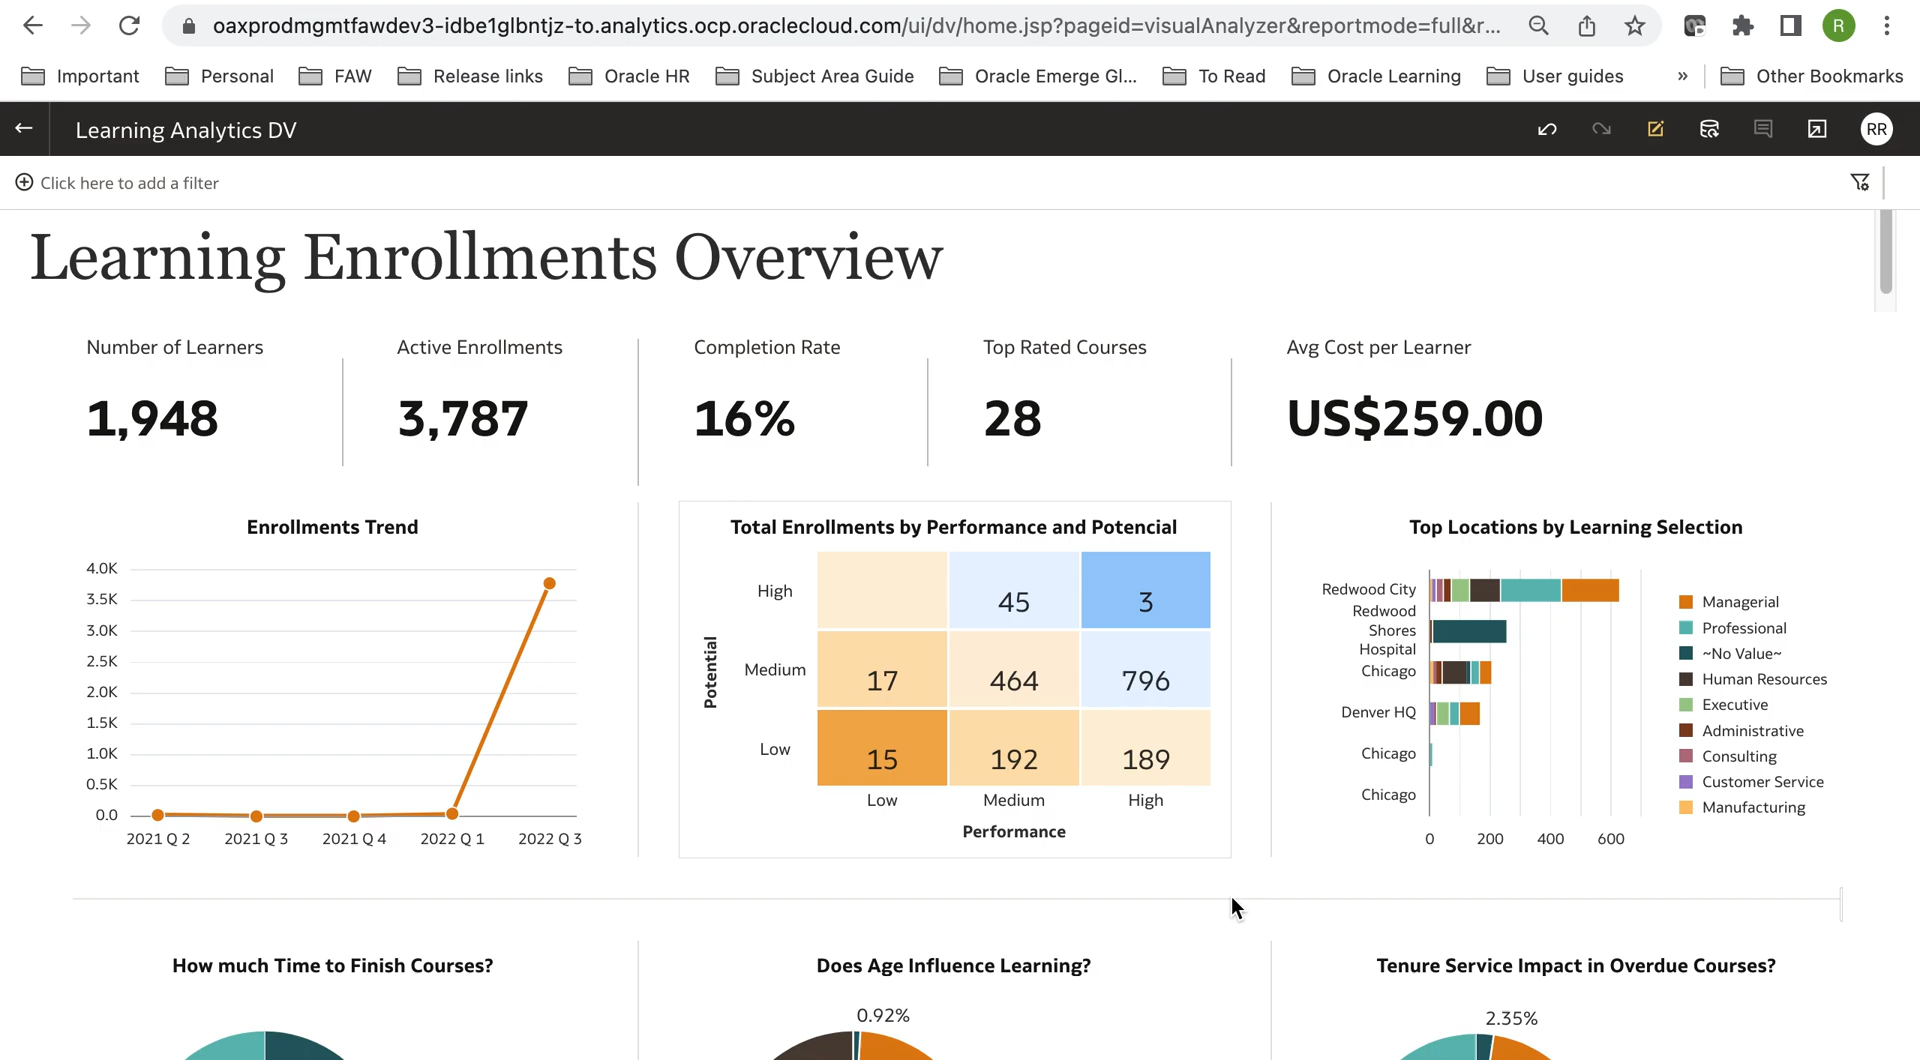 oaxprodmgmtfawdev3-idbe1glbntjz-to.analytics.ocp.oraclecloud.com/ui/dv/home.jsp?pageid=visualAnalyzer&reportmode=full&r...
R
Important
Personal
FAW
Release links
Oracle HR
Subject Area Guide
Oracle Emerge Gl...
To Read
Oracle Learning
User guides
»
Other Bookmarks
Learning Analytics DV
RR
Click here to add a filter
Learning Enrollments Overview
Number of Learners
1,948
Active Enrollments
3,787
Completion Rate
16%
Top Rated Courses
28
Avg Cost per Learner
US$259.00
Enrollments Trend
4.0K
3.5K
3.0K
2.5K
2.0K
1.5K
1.0K
0.5K
0.0
2021 Q 2
2021 Q 3
2021 Q 4
2022 Q 1
2022 Q 3
Total Enrollments by Performance and Potencial
Potential
High
45
3
Medium
17
464
796
Low
15
192
189
Low
Medium
High
Performance
Top Locations by Learning Selection
Redwood City
Redwood
Shores
Hospital
Chicago
Denver HQ
Chicago
Chicago
0
200
400
600
Managerial
Professional
~No Value~
Human Resources
Executive
Administrative
Consulting
Customer Service
Manufacturing
How much Time to Finish Courses?
Does Age Influence Learning?
0.92%
Tenure Service Impact in Overdue Courses?
2.35%